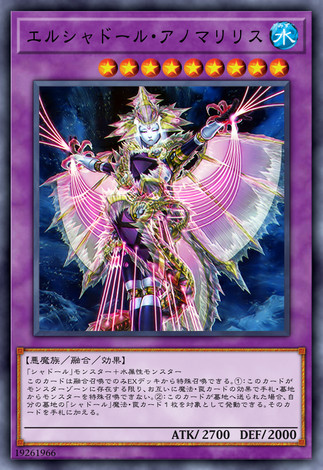 エルシャドール・アノマリリス
水
【悪魔族/融合/効果】
「シャドール」モンスター+水属性モンスター
このカードは融合召喚でのみEXデッキから特殊召喚できる。①:このカードが
モンスターゾーンに存在する限り、お互いに魔法・罠カードの効果で手札・墓地
からモンスターを特殊召喚できない。②:このカードが墓地へ送られた場合、自
分の墓地の「シャドール」魔法・罠カード1枚を対象として発動できる。そのカ
ードを手札に加える。
ATK/ 2700 DEF/2000
19261966